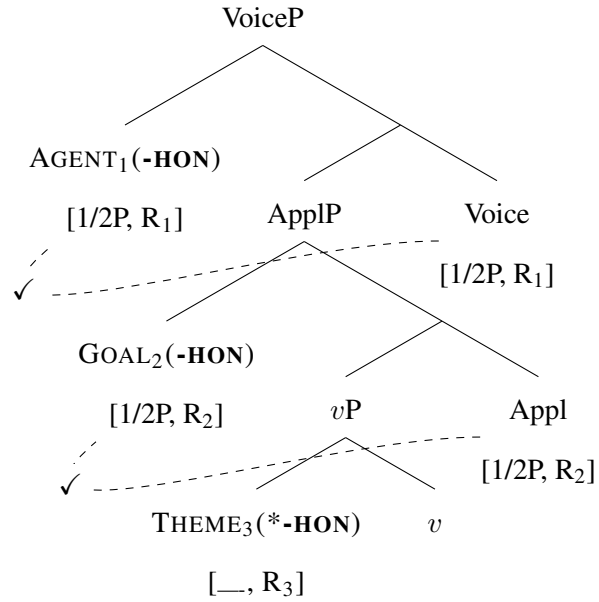 VoiceP
AGENT₁(-HON)
[1/2P, R₁]
ApplP
Voice
✓
[1/2P, R₁]
GOAL₂(-HON)
[1/2P, R₂]
vP
Appl
✓
[1/2P, R₂]
THEME₃(*-HON)
v
[__, R₃]